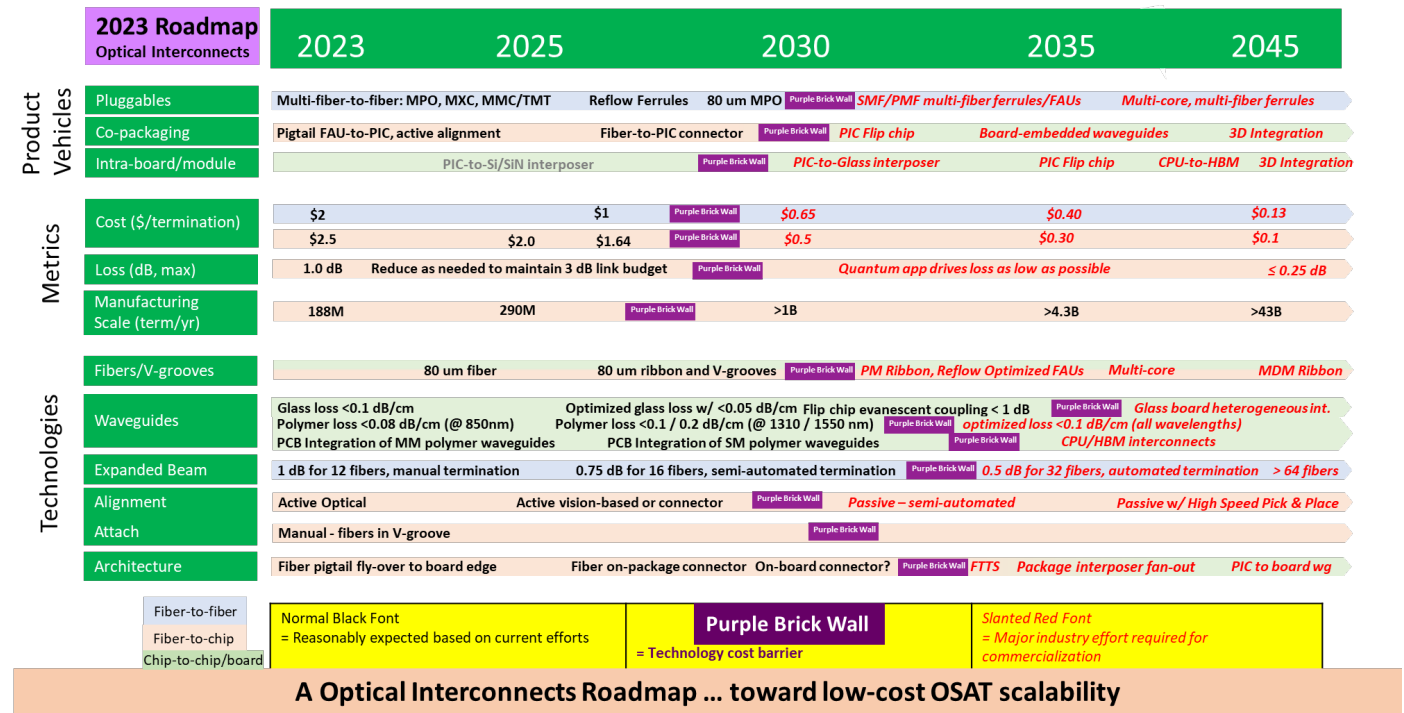 2023 Roadmap
Optical Interconnects
2023 2025 2030 2035 2045
Product
Vehicles
Pluggables
Multi-fiber-to-fiber: MPO, MXC, MMC/TMT Reflow Ferrules 80 um MPO Purple Brick Wall SMF/PMF multi-fiber ferrules/FAUs Multi-core, multi-fiber ferrules
Co-packaging
Pigtail FAU-to-PIC, active alignment Fiber-to-PIC connector Purple Brick Wall PIC Flip chip Board-embedded waveguides 3D Integration
Intra-board/module
PIC-to-Si/SiN interposer Purple Brick Wall PIC-to-Glass interposer PIC Flip chip CPU-to-HBM 3D Integration
Metrics
Cost ($/termination)
$2 $1 Purple Brick Wall $0.65 $0.40 $0.13
$2.5 $2.0 $1.64 Purple Brick Wall $0.5 $0.30 $0.1
Loss (dB, max)
1.0 dB Reduce as needed to maintain 3 dB link budget Purple Brick Wall Quantum app drives loss as low as possible ≤ 0.25 dB
Manufacturing
Scale (term/yr)
188M 290M Purple Brick Wall >1B >4.3B >43B
Technologies
Fibers/V-grooves
80 um fiber 80 um ribbon and V-grooves Purple Brick Wall PM Ribbon, Reflow Optimized FAUs Multi-core MDM Ribbon
Waveguides
Glass loss <0.1 dB/cm Optimized glass loss w/ <0.05 dB/cm Flip chip evanescent coupling < 1 dB Purple Brick Wall Glass board heterogeneous int.
Polymer loss <0.08 dB/cm (@ 850nm) Polymer loss <0.1 / 0.2 dB/cm (@ 1310 / 1550 nm) Purple Brick Wall optimized loss <0.1 dB/cm (all wavelengths)
PCB Integration of MM polymer waveguides PCB Integration of SM polymer waveguides Purple Brick Wall CPU/HBM interconnects
Expanded Beam
1 dB for 12 fibers, manual termination 0.75 dB for 16 fibers, semi-automated termination Purple Brick Wall 0.5 dB for 32 fibers, automated termination > 64 fibers
Alignment
Active Optical Active vision-based or connector Purple Brick Wall Passive – semi-automated Passive w/ High Speed Pick & Place
Attach
Manual - fibers in V-groove Purple Brick Wall
Architecture
Fiber pigtail fly-over to board edge Fiber on-package connector On-board connector? Purple Brick Wall FTTS Package interposer fan-out PIC to board wg
Fiber-to-fiber
Fiber-to-chip
Chip-to-chip/board
Normal Black Font
= Reasonably expected based on current efforts
Purple Brick Wall
= Technology cost barrier
Slanted Red Font
= Major industry effort required for
commercialization
A Optical Interconnects Roadmap ... toward low-cost OSAT scalability